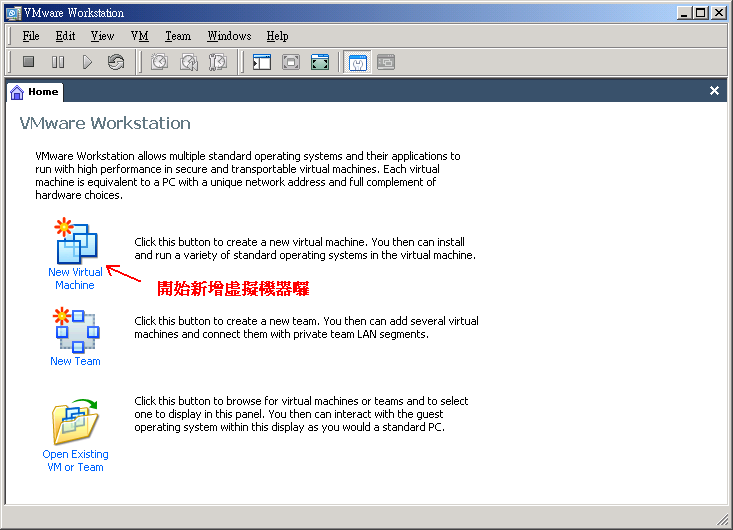 VMware Workstation
File Edit View VM Team Windows Help
Home
VMware Workstation
VMware Workstation allows multiple standard operating systems and their applications to
run with high performance in secure and transportable virtual machines. Each virtual
machine is equivalent to a PC with a unique network address and full complement of
hardware choices.
New Virtual
Machine
Click this button to create a new virtual machine. You then can install
and run a variety of standard operating systems in the virtual machine.
開始新增虛擬機器囉
New Team
Click this button to create a new team. You then can add several virtual
machines and connect them with private team LAN segments.
Open Existing
VM or Team
Click this button to browse for virtual machines or teams and to select
one to display in this panel. You then can interact with the guest
operating system within this display as you would a standard PC.